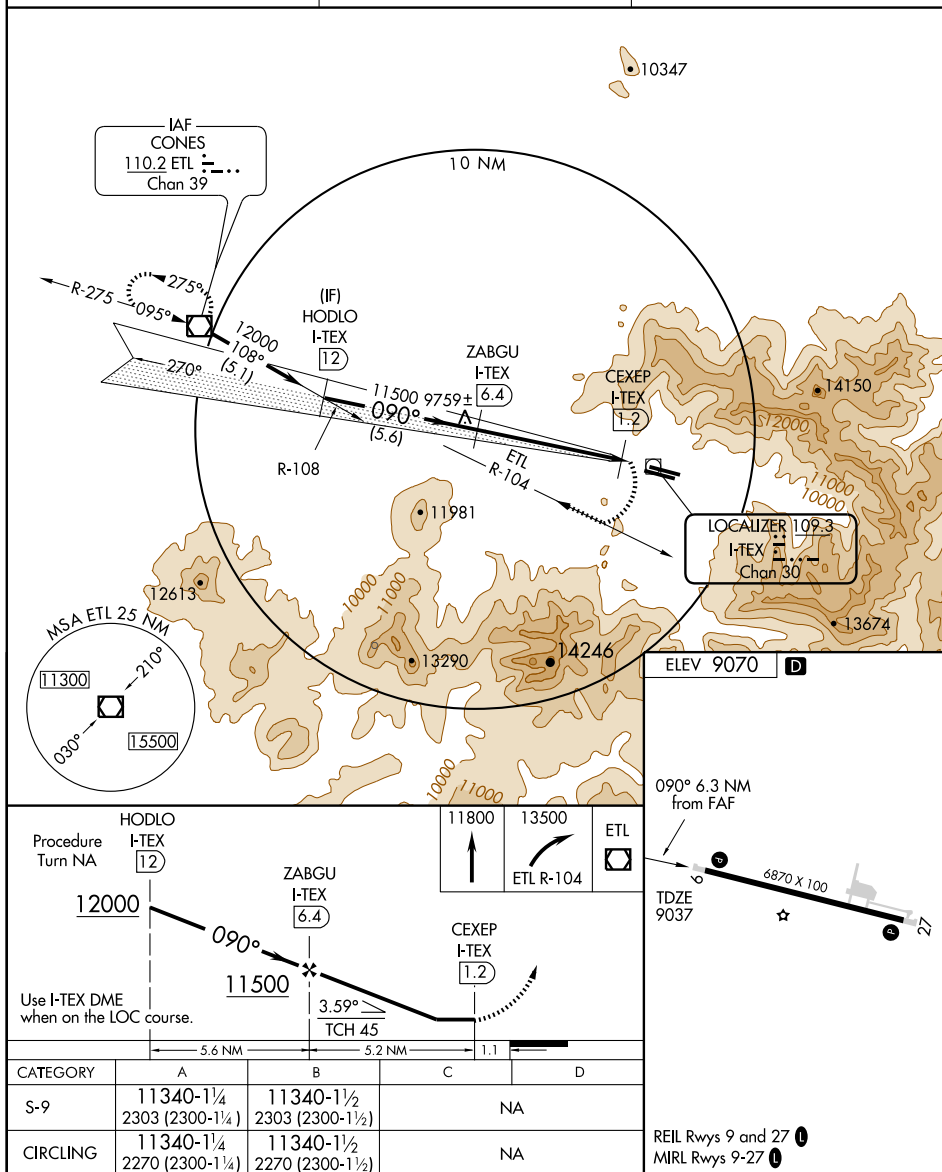 10347
IAF
CONES
110.2 ETL
Chan 39
10 NM
R-275
275°
095°
12000
108°
(5.1)
270°
(IF)
HODLO
I-TEX
12
11500
9759±
090°
(5.6)
ZABGU
I-TEX
6.4
CEXEP
I-TEX
1.2
R-108
ETL
R-104
14150
12000
11000
10000
LOCALIZER 109.3
I-TEX
Chan 30
11981
12613
10000
11000
13290
14246
13674
MSA ETL 25 NM
11300
210°
030°
15500
10000
11000
ELEV 9070 D
090° 6.3 NM
from FAF
9
6870 X 100
P
P
27
TDZE
9037
REIL Rwys 9 and 27 L
MIRL Rwys 9-27 L
Procedure
Turn NA
HODLO
I-TEX
12
12000
090°
ZABGU
I-TEX
6.4
11500
3.59°
TCH 45
CEXEP
I-TEX
1.2
11800
13500
ETL R-104
ETL
Use I-TEX DME
when on the LOC course.
5.6 NM 5.2 NM 1.1
CATEGORY A B C D
S-9 11340-1¼ 11340-1½ NA
2303 (2300-1¼) 2303 (2300-1½)
CIRCLING 11340-1¼ 11340-1½ NA
2270 (2300-1¼) 2270 (2300-1½)